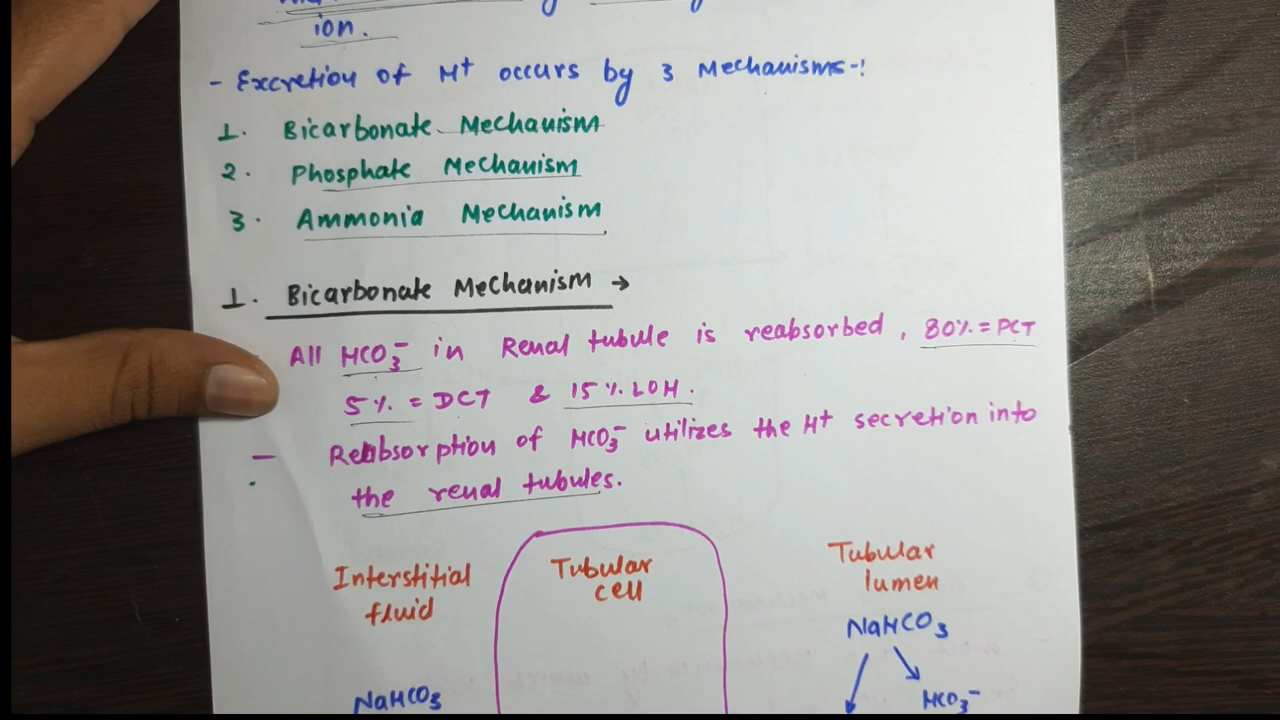 ion.
- Excretion of H⁺ occurs by 3 Mechanisms-!
1. Bicarbonate Mechanism
2. Phosphate Mechanism
3. Ammonia Mechanism
1. Bicarbonate Mechanism →
All HCO₃⁻ in Renal tubule is reabsorbed, 80% = PCT
5% = DCT & 15% LOH.
- Reabsorption of HCO₃⁻ utilizes the H⁺ secretion into
the renal tubules.
Interstitial fluid
Tubular cell
Tubular lumen
NaHCO₃
NaHCO₃
HCO₃⁻